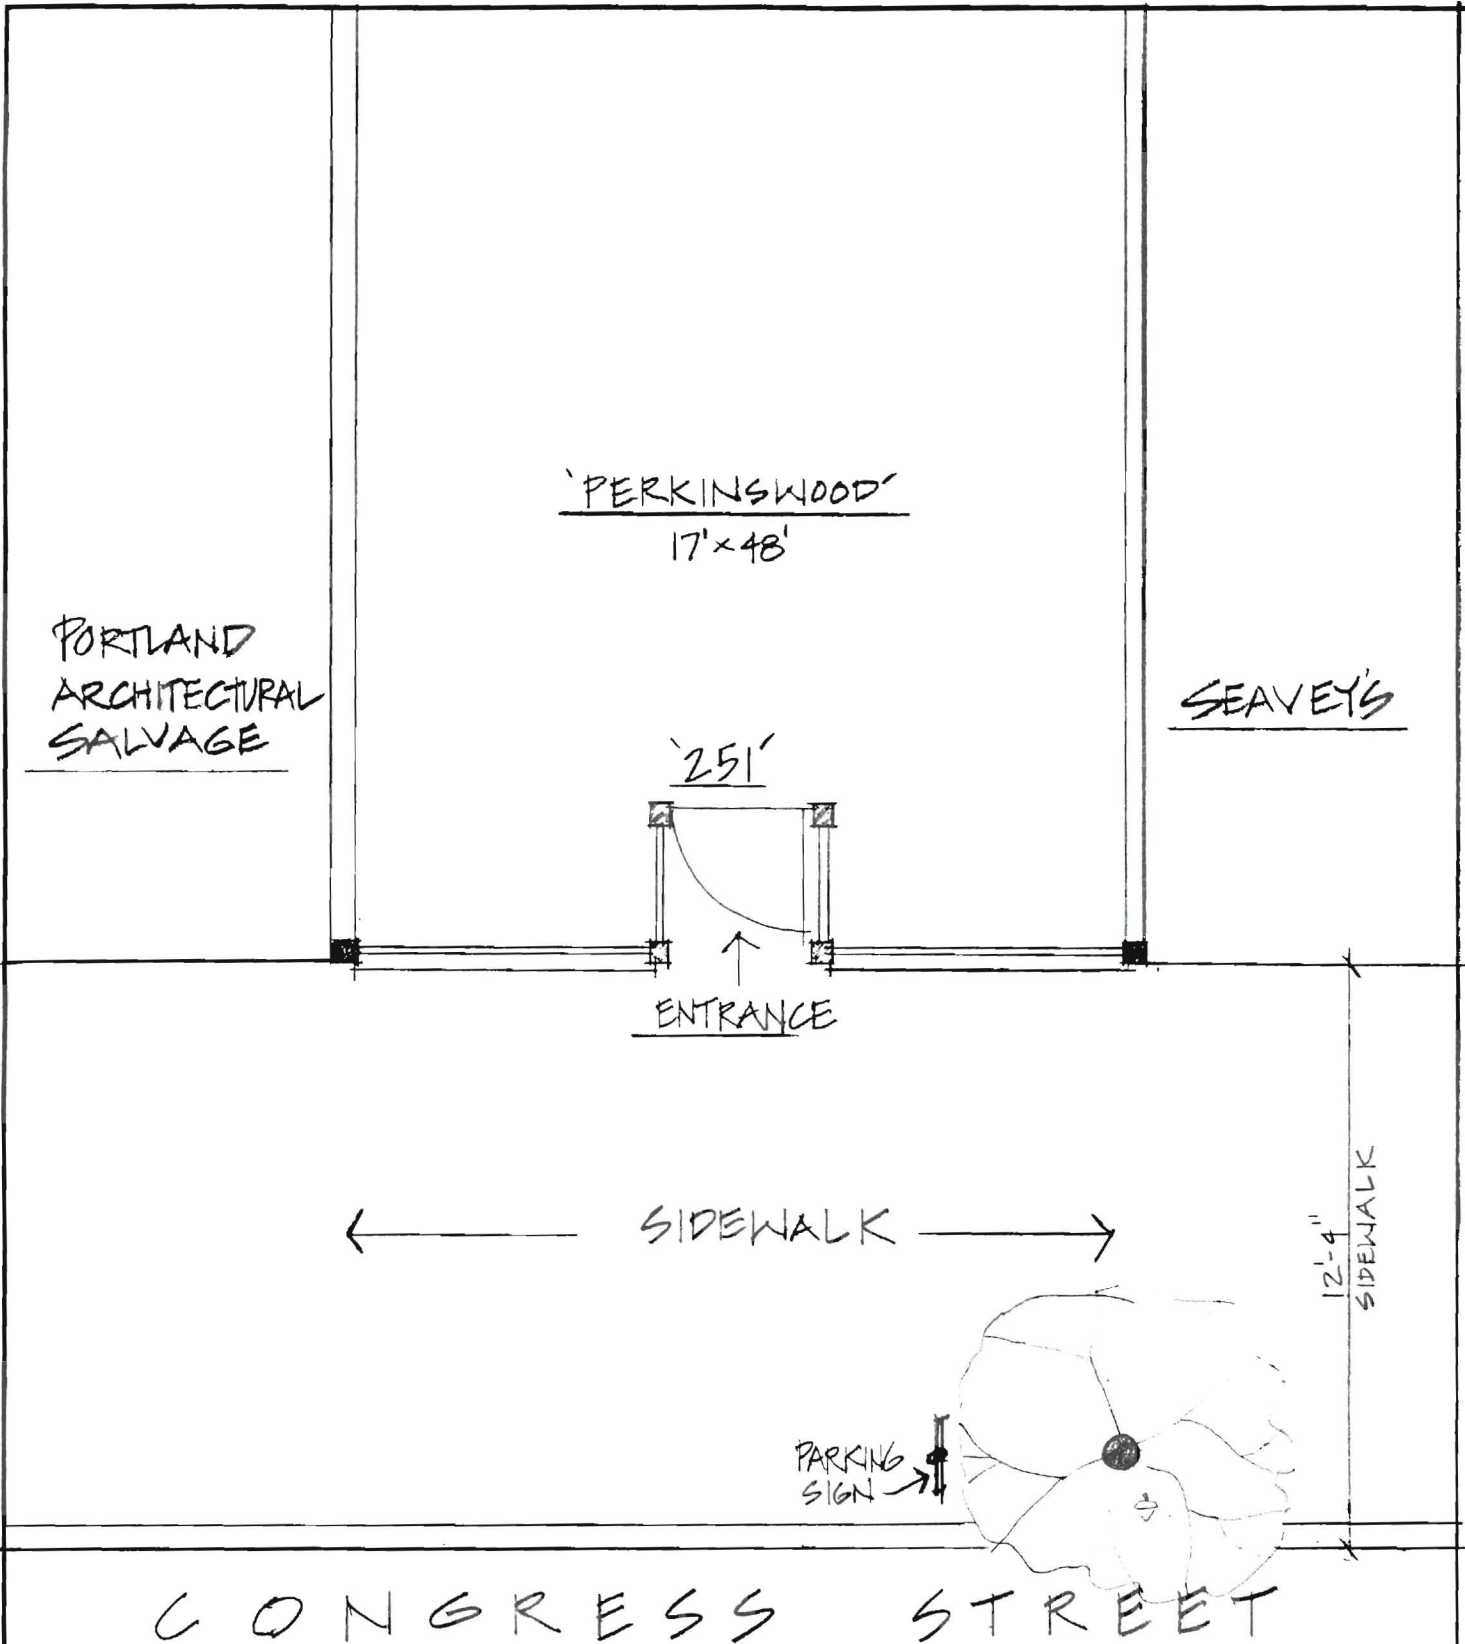 'PERKINSWOOD'
17'×48'
PORTLAND
ARCHITECTURAL
SALVAGE
SEAVEY'S
'251'
ENTRANCE
SIDEWALK
12'-4"
SIDEWALK
PARKING
SIGN
CONGRESS STREET